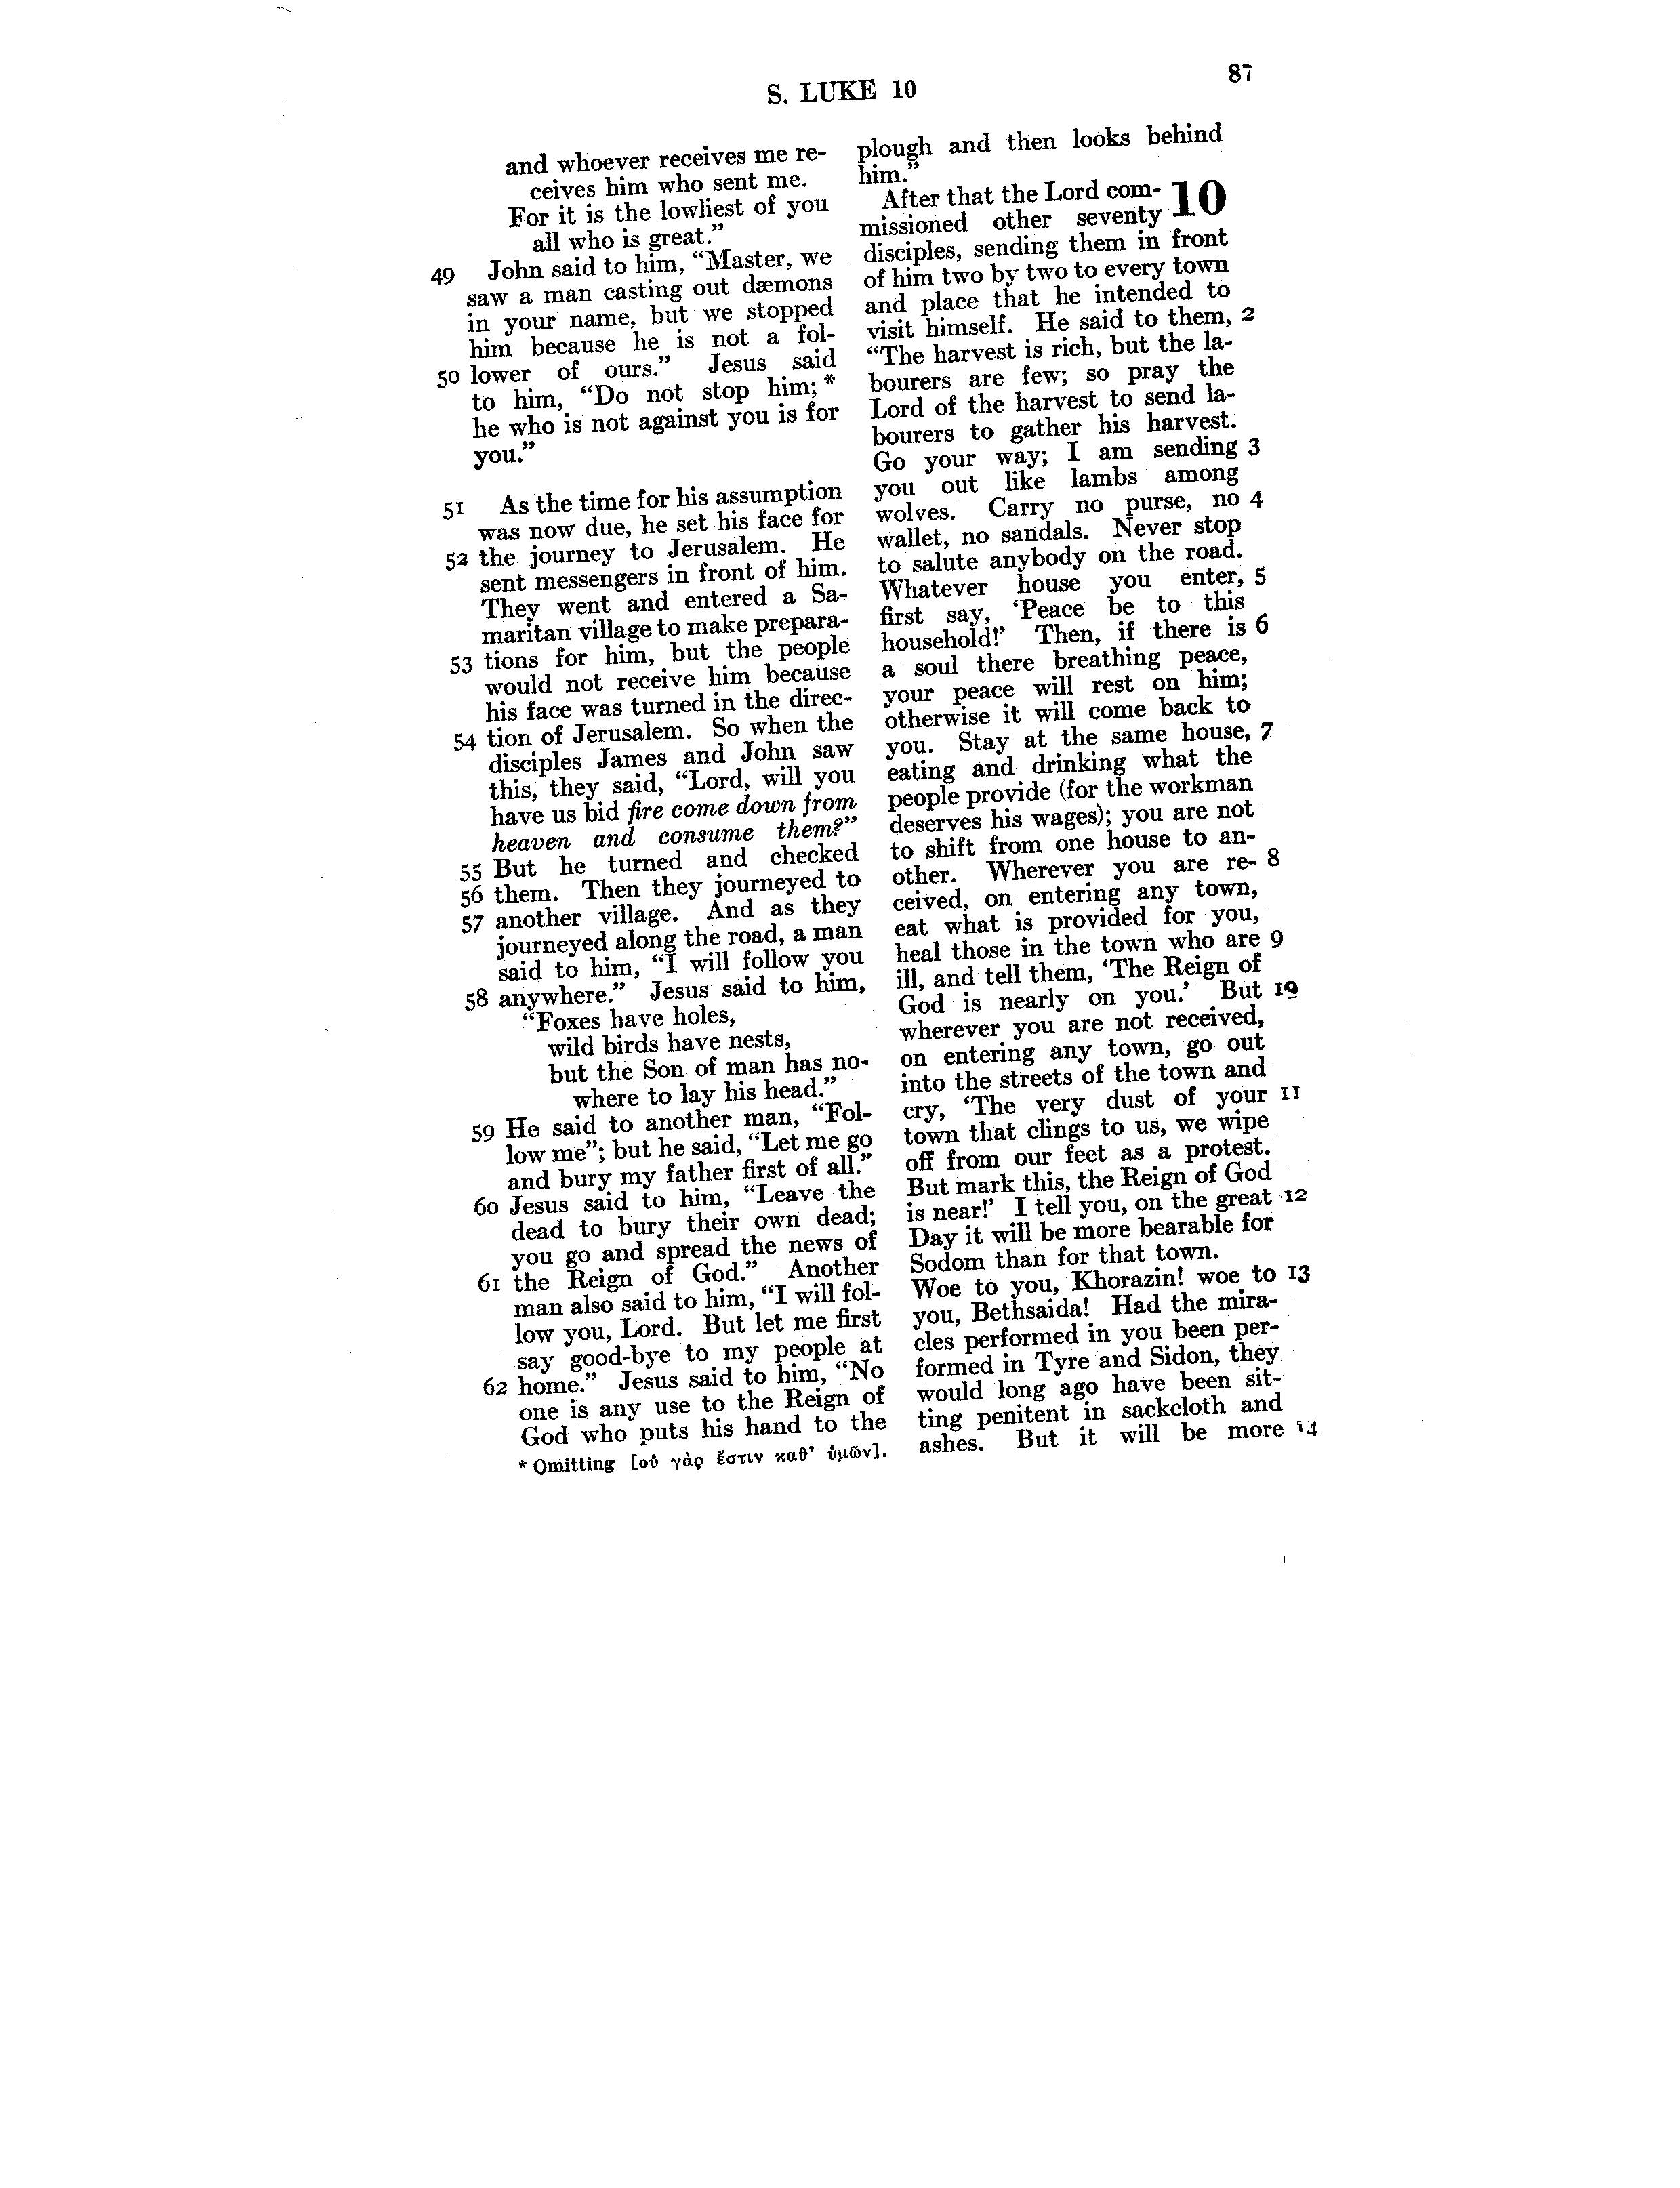 S. LUKE 10
87
and whoever receives me re-
ceives him who sent me.
For it is the lowliest of you
all who is great.”
49 John said to him, “Master, we
saw a man casting out dæmons
in your name, but we stopped
him because he is not a fol-
50 lower of ours.” Jesus said
to him, “Do not stop him;*
he who is not against you is for
you.”
51 As the time for his assumption
was now due, he set his face for
52 the journey to Jerusalem. He
sent messengers in front of him.
They went and entered a Sa-
maritan village to make prepara-
53 tions for him, but the people
would not receive him because
his face was turned in the direc-
54 tion of Jerusalem. So when the
disciples James and John saw
this, they said, “Lord, will you
have us bid fire come down from
heaven and consume them?”
55 But he turned and checked
56 them. Then they journeyed to
57 another village. And as they
journeyed along the road, a man
said to him, “I will follow you
58 anywhere.” Jesus said to him,
“Foxes have holes,
wild birds have nests,
but the Son of man has no-
where to lay his head.”
59 He said to another man, “Fol-
low me”; but he said, “Let me go
and bury my father first of all.”
60 Jesus said to him, “Leave the
dead to bury their own dead;
you go and spread the news of
61 the Reign of God.” Another
man also said to him, “I will fol-
low you, Lord. But let me first
say good-bye to my people at
62 home.” Jesus said to him, “No
one is any use to the Reign of
God who puts his hand to the
* Omitting [οὐ γὰρ ἔστιν καθ’ ὑμῶν].
plough and then looks behind
him.”
After that the Lord com- 10
missioned other seventy
disciples, sending them in front
of him two by two to every town
and place that he intended to
visit himself. He said to them, 2
“The harvest is rich, but the la-
bourers are few; so pray the
Lord of the harvest to send la-
bourers to gather his harvest.
Go your way; I am sending 3
you out like lambs among
wolves. Carry no purse, no 4
wallet, no sandals. Never stop
to salute anybody on the road.
Whatever house you enter, 5
first say, ‘Peace be to this
household!’ Then, if there is 6
a soul there breathing peace,
your peace will rest on him;
otherwise it will come back to
you. Stay at the same house, 7
eating and drinking what the
people provide (for the workman
deserves his wages); you are not
to shift from one house to an-
other. Wherever you are re- 8
ceived, on entering any town,
eat what is provided for you,
heal those in the town who are 9
ill, and tell them, ‘The Reign of
God is nearly on you.’ But 10
wherever you are not received,
on entering any town, go out
into the streets of the town and
cry, ‘The very dust of your 11
town that clings to us, we wipe
off from our feet as a protest.
But mark this, the Reign of God
is near!’ I tell you, on the great 12
Day it will be more bearable for
Sodom than for that town.
Woe to you, Khorazin! woe to 13
you, Bethsaida! Had the mira-
cles performed in you been per-
formed in Tyre and Sidon, they
would long ago have been sit-
ting penitent in sackcloth and
ashes. But it will be more 14